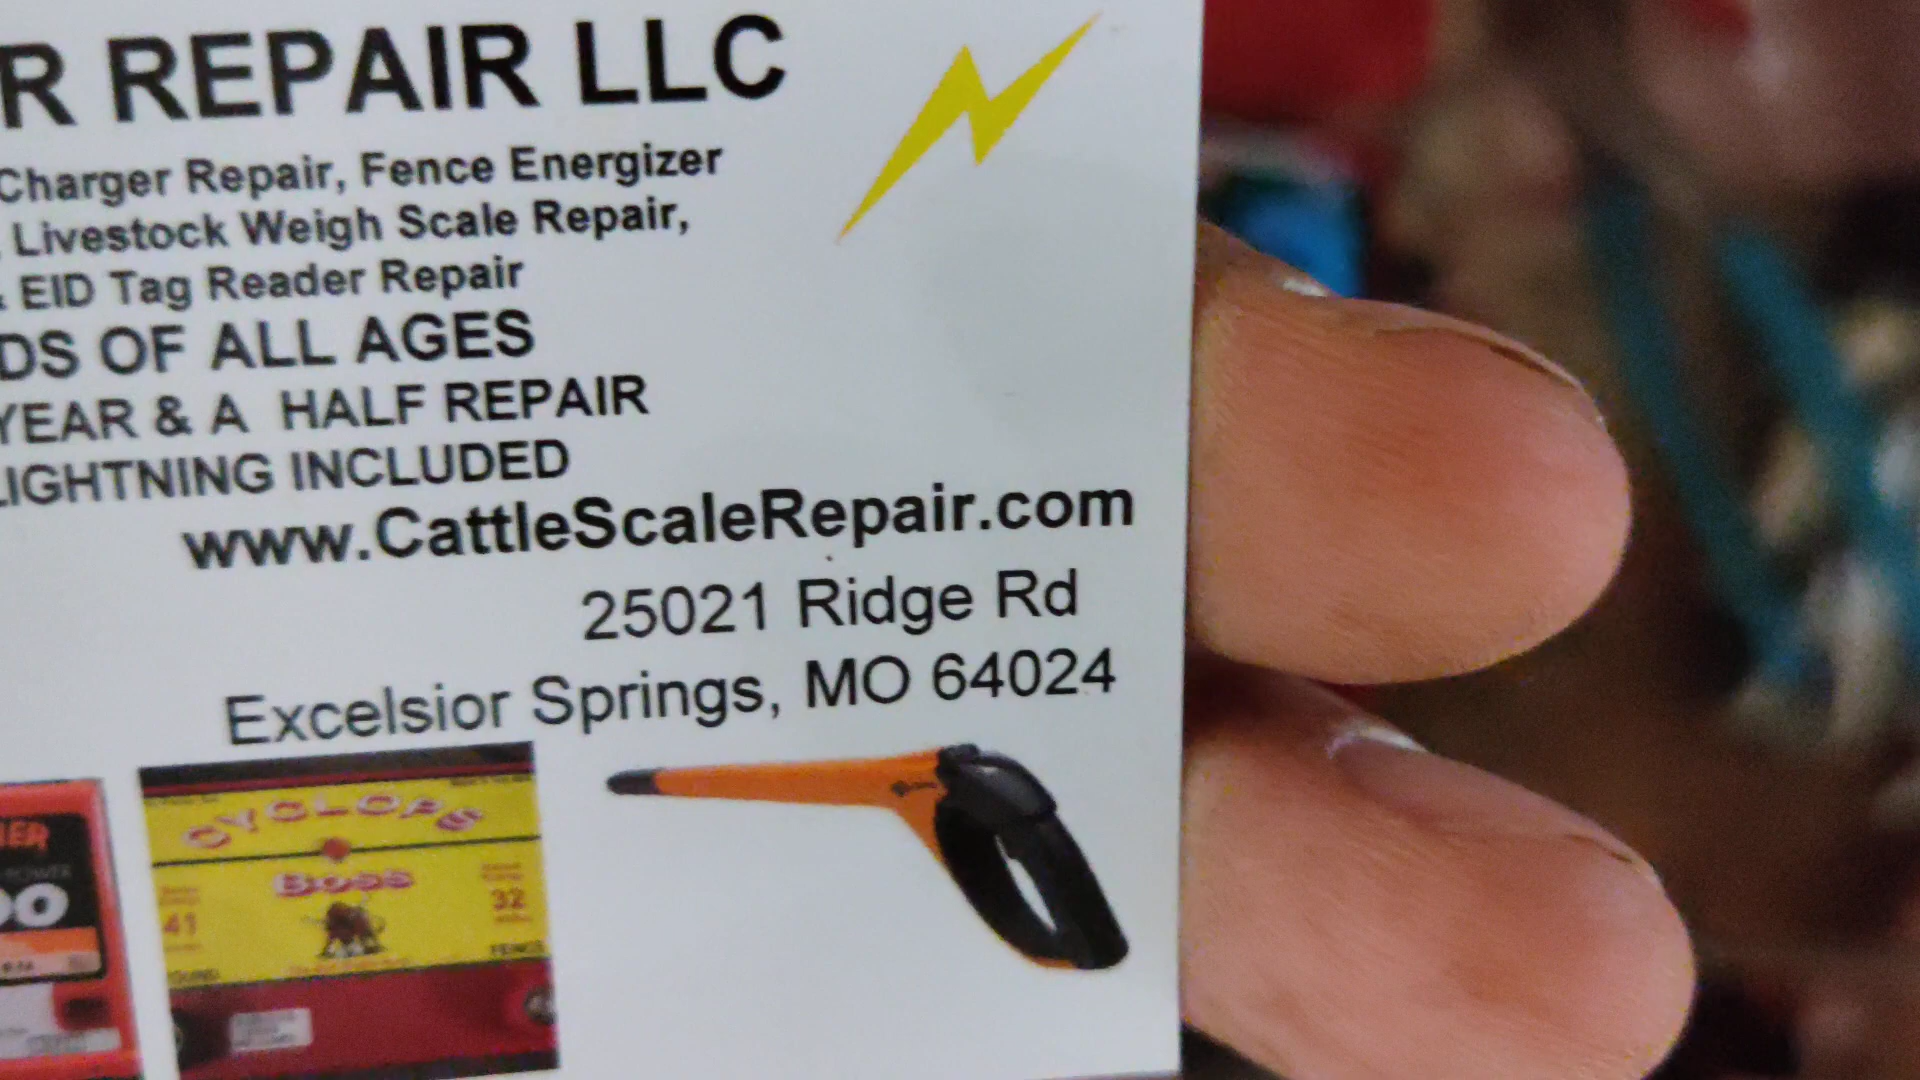 R REPAIR LLC
Charger Repair, Fence Energizer
Livestock Weigh Scale Repair,
& EID Tag Reader Repair
DS OF ALL AGES
YEAR & A HALF REPAIR
LIGHTNING INCLUDED
www.CattleScaleRepair.com
25021 Ridge Rd
Excelsior Springs, MO 64024
CYCLOPS
BOSS
41
32
FENCE